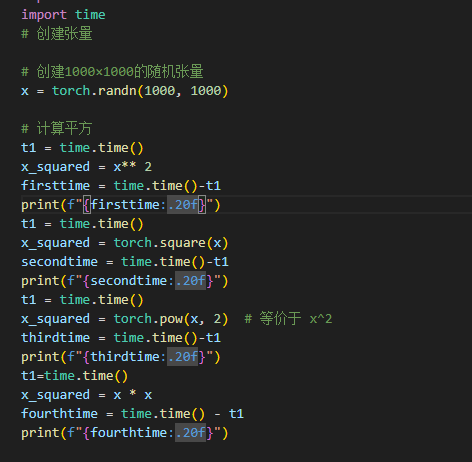 import time
# 创建张量
# 创建1000x1000的随机张量
x = torch.randn(1000, 1000)
# 计算平方
t1 = time.time()
x_squared = x** 2
firsttime = time.time()-t1
print(f"{firsttime:.20f}")
t1 = time.time()
x_squared = torch.square(x)
secondtime = time.time()-t1
print(f"{secondtime:.20f}")
t1 = time.time()
x_squared = torch.pow(x, 2)  # 等价于 x^2
thirdtime = time.time()-t1
print(f"{thirdtime:.20f}")
t1=time.time()
x_squared = x * x
fourthtime = time.time() - t1
print(f"{fourthtime:.20f}")